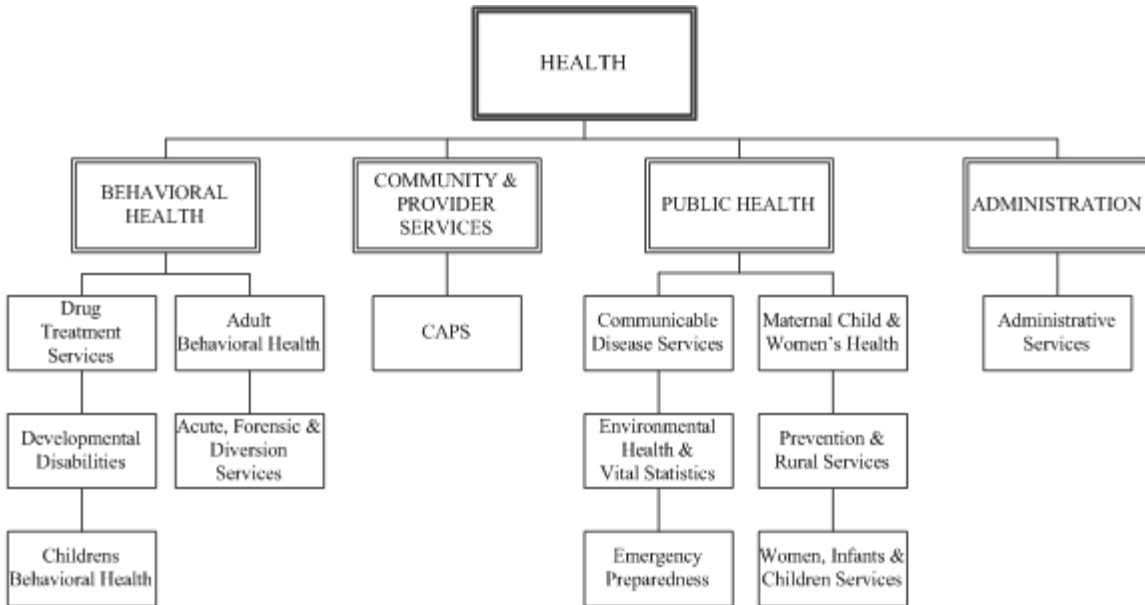 HEALTH
BEHAVIORAL
HEALTH
COMMUNITY &
PROVIDER
SERVICES
PUBLIC HEALTH
ADMINISTRATION
Drug
Treatment
Services
Adult
Behavioral Health
CAPS
Communicable
Disease Services
Maternal Child &
Women's Health
Administrative
Services
Developmental
Disabilities
Acute, Forensic &
Diversion
Services
Environmental
Health &
Vital Statistics
Prevention &
Rural Services
Childrens
Behavioral Health
Emergency
Preparedness
Women, Infants &
Children Services